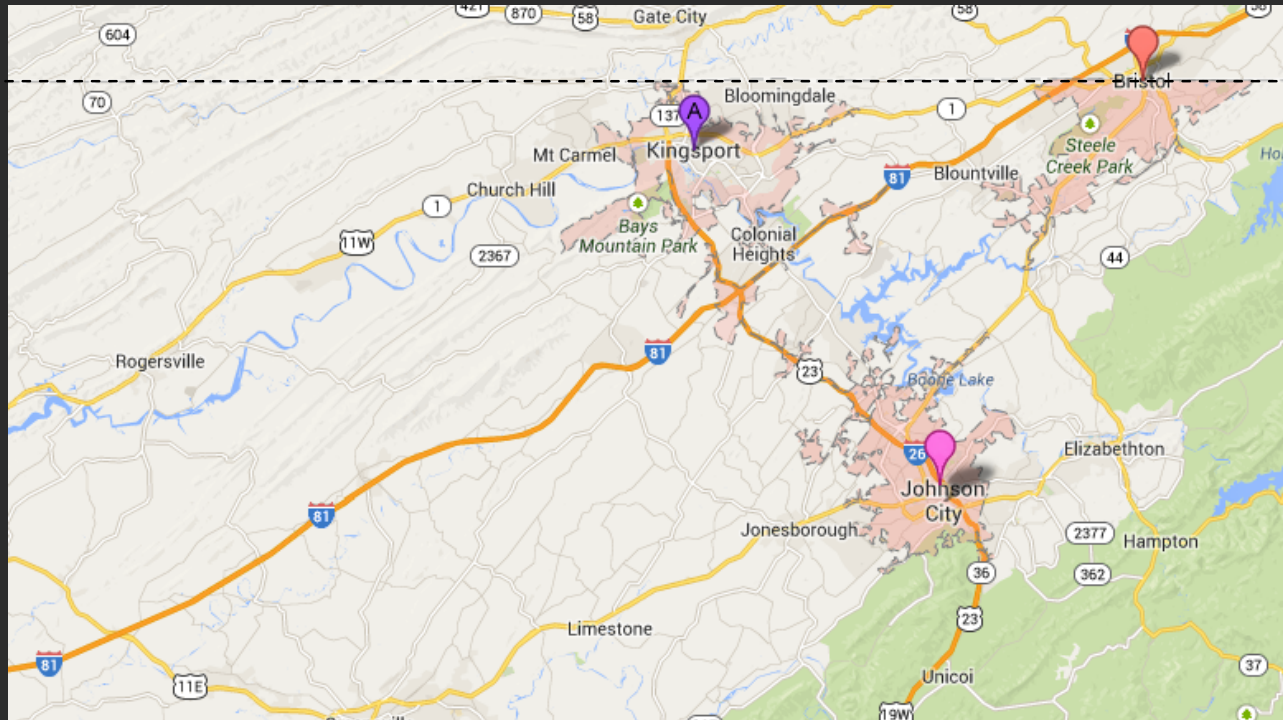 421
870
58
Gate City
58
58
604
70
Bloomingdale
137
A
1
Bristol
Mt Carmel
Kingsport
Steele
Creek Park
81
Blountville
Church Hill
1
Bays
Mountain Park
Colonial
Heights
11W
2367
44
81
Rogersville
23
Boone Lake
26
Elizabethton
Johnson
City
81
Jonesborough
2377
Hampton
36
362
23
Limestone
81
37
Unicoi
11E
19W